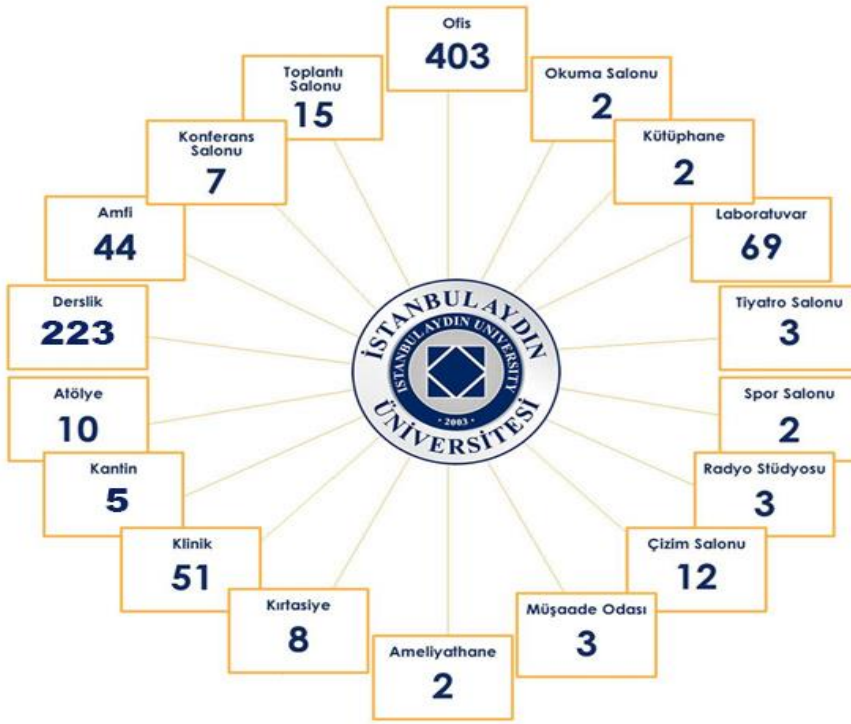 Ofis
403
Okuma Salonu
2
Kütüphane
2
Laboratuvar
69
Tiyatro Salonu
3
Spor Salonu
2
Radyo Stüdyosu
3
Çizim Salonu
12
Müşaade Odası
3
Ameliyathane
2
Kırtasiye
8
Klinik
51
Kantin
5
Atölye
10
Derslik
223
Amfi
44
Konferans
Salonu
7
Toplantı
Salonu
15
İSTANBUL AYDIN
ÜNİVERSİTESİ
ISTANBUL AYDIN UNIVERSITY
· 2003 ·